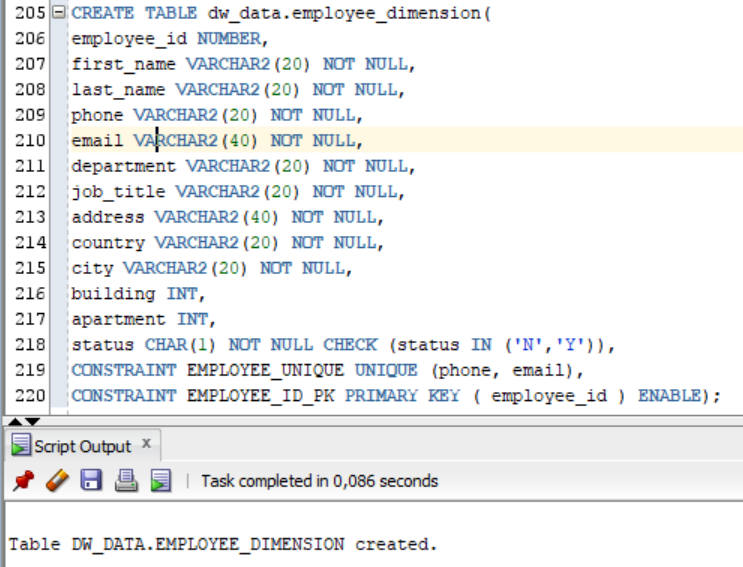 205 CREATE TABLE dw_data.employee_dimension(
206 employee_id NUMBER,
207 first_name VARCHAR2(20) NOT NULL,
208 last_name VARCHAR2(20) NOT NULL,
209 phone VARCHAR2(20) NOT NULL,
210 email VARCHAR2(40) NOT NULL,
211 department VARCHAR2(20) NOT NULL,
212 job_title VARCHAR2(20) NOT NULL,
213 address VARCHAR2(40) NOT NULL,
214 country VARCHAR2(20) NOT NULL,
215 city VARCHAR2(20) NOT NULL,
216 building INT,
217 apartment INT,
218 status CHAR(1) NOT NULL CHECK (status IN ('N','Y')),
219 CONSTRAINT EMPLOYEE_UNIQUE UNIQUE (phone, email),
220 CONSTRAINT EMPLOYEE_ID_PK PRIMARY KEY ( employee_id ) ENABLE);
Script Output x
Task completed in 0,086 seconds
Table DW_DATA.EMPLOYEE_DIMENSION created.